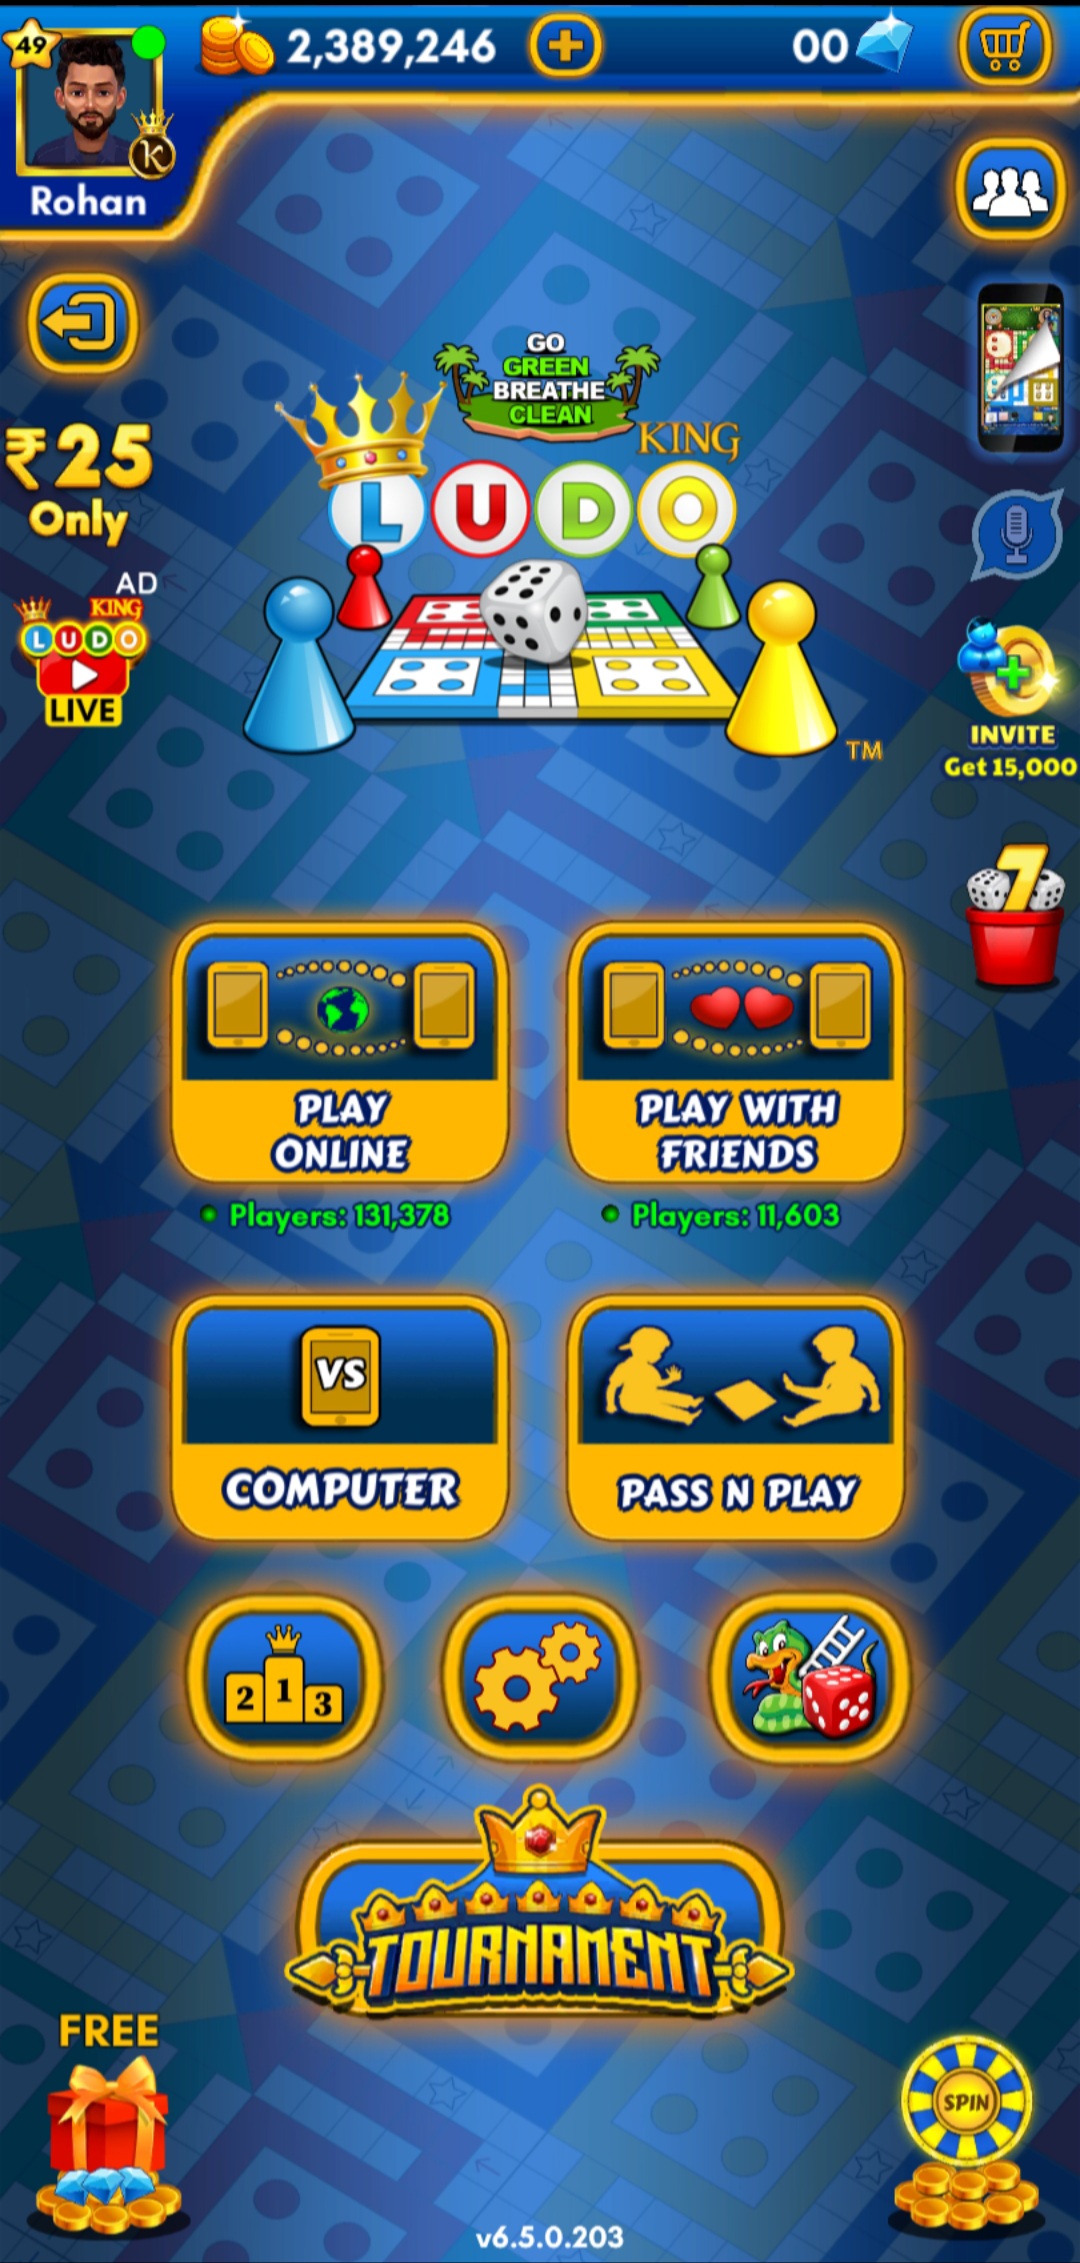 49
2,389,246
00
K
Rohan
GO
GREEN
BREATHE
CLEAN
KING
LUDO
TM
₹25
Only
AD
KING
LUDO
LIVE
INVITE
Get 15,000
7
PLAY
ONLINE
PLAY WITH
FRIENDS
Players: 131,378
Players: 11,603
VS
COMPUTER
PASS N PLAY
2 1 3
TOURNAMENT
FREE
SPIN
v6.5.0.203